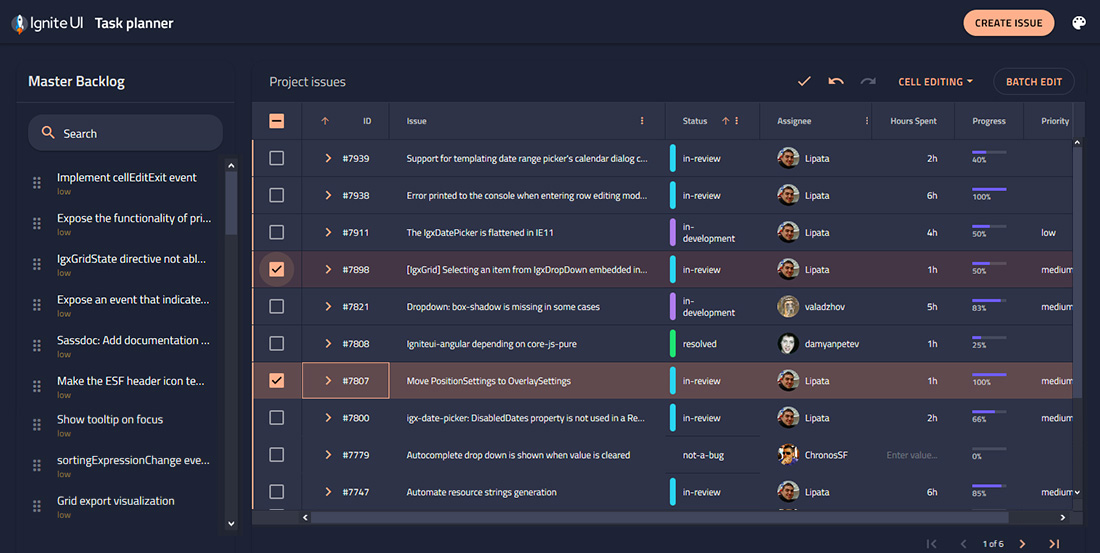 Ignite UI Task planner
CREATE ISSUE
Master Backlog
Search
Implement cellEditExit event
low
Expose the functionality of pri...
low
IgxGridState directive not abl...
low
Expose an event that indicate...
low
Sassdoc: Add documentation ...
low
Make the ESF header icon te...
low
Show tooltip on focus
low
sortingExpressionChange eve...
low
Grid export visualization
low
Project issues
CELL EDITING
BATCH EDIT
ID Issue Status Assignee Hours Spent Progress Priority
#7939 Support for templating date range picker's calendar dialog c... in-review Lipata 2h 40%
#7938 Error printed to the console when entering row editing mod... in-review Lipata 6h 100%
#7911 The IgxDatePicker is flattened in IE11 in-development Lipata 4h 50% low
#7898 [IgxGrid] Selecting an item from IgxDropDown embedded in... in-review Lipata 1h 50% medium
#7821 Dropdown: box-shadow is missing in some cases in-development valadzhov 5h 83% medium
#7808 Igniteui-angular depending on core-js-pure resolved damyanpetev 1h 25%
#7807 Move PositionSettings to OverlaySettings in-review Lipata 1h 100% medium
#7800 igx-date-picker: DisabledDates property is not used in a Re... in-review Lipata 2h 66% medium
#7779 Autocomplete drop down is shown when value is cleared not-a-bug ChronosSF Enter value... 0%
#7747 Automate resource strings generation in-review Lipata 6h 85% medium
1 of 6